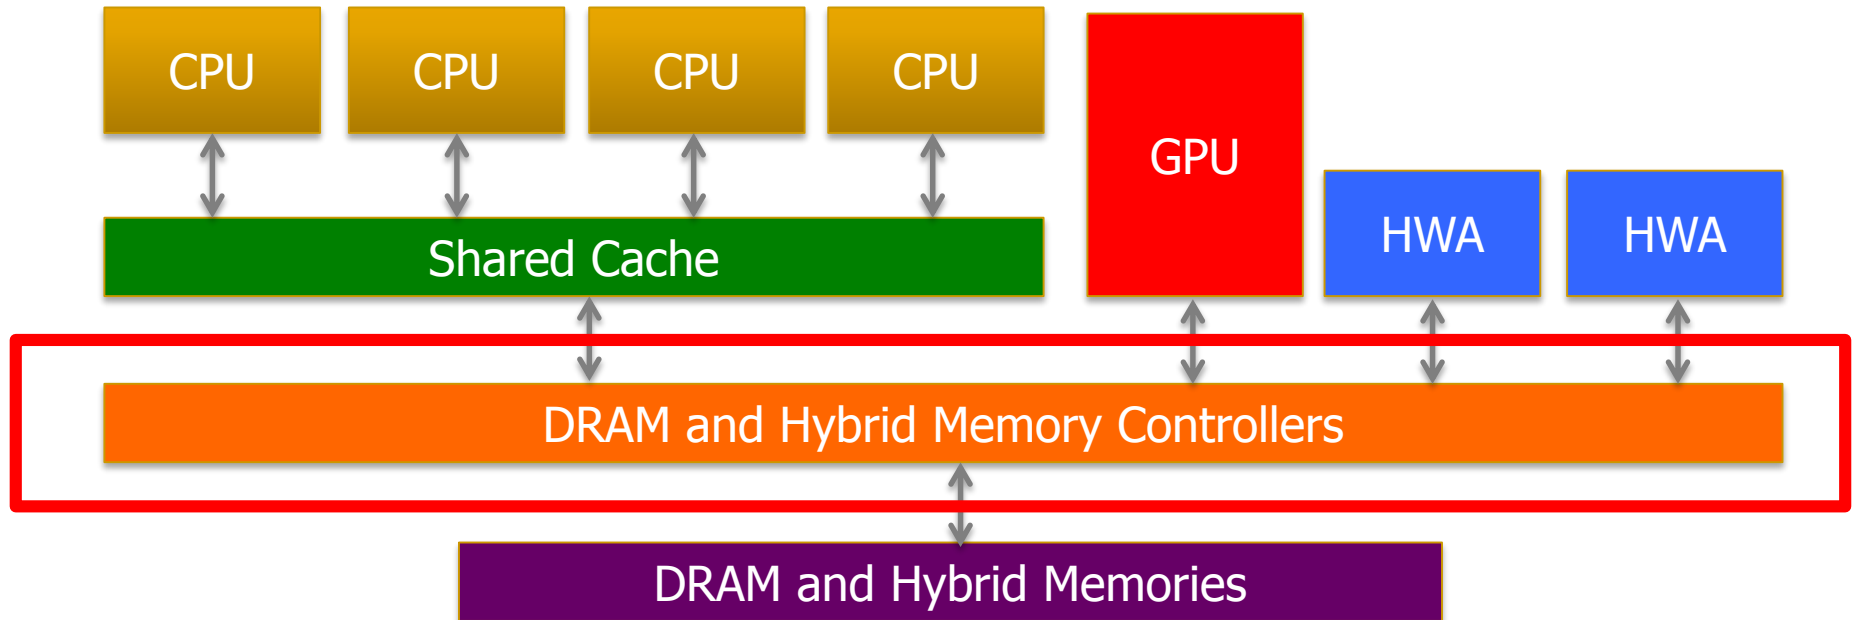 CPU
CPU
CPU
CPU
GPU
HWA
HWA
Shared Cache
DRAM and Hybrid Memory Controllers
DRAM and Hybrid Memories